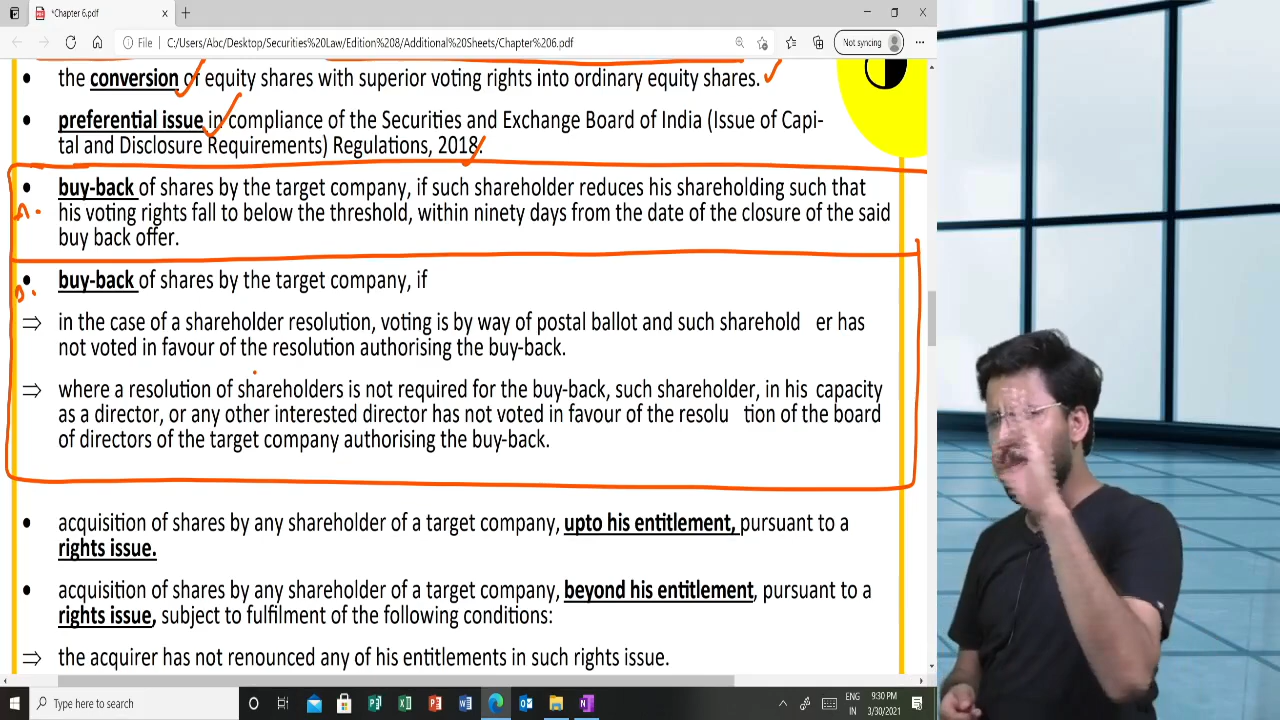 *Chapter 6.pdf
File
C:/Users/Abc/Desktop/Securities%20Law/Edition%208/Additional%20Sheets/Chapter%206.pdf
Not syncing
the conversion of equity shares with superior voting rights into ordinary equity shares.
preferential issue in compliance of the Securities and Exchange Board of India (Issue of Capi-
tal and Disclosure Requirements) Regulations, 2018.
buy-back of shares by the target company, if such shareholder reduces his shareholding such that
his voting rights fall to below the threshold, within ninety days from the date of the closure of the said
buy back offer.
buy-back of shares by the target company, if
⇒ in the case of a shareholder resolution, voting is by way of postal ballot and such sharehold er has
not voted in favour of the resolution authorising the buy-back.
⇒ where a resolution of shareholders is not required for the buy-back, such shareholder, in his capacity
as a director, or any other interested director has not voted in favour of the resolu tion of the board
of directors of the target company authorising the buy-back.
acquisition of shares by any shareholder of a target company, upto his entitlement, pursuant to a
rights issue.
acquisition of shares by any shareholder of a target company, beyond his entitlement, pursuant to a
rights issue, subject to fulfilment of the following conditions:
⇒ the acquirer has not renounced any of his entitlements in such rights issue.
Type here to search
ENG
IN
9:30 PM
3/30/2021